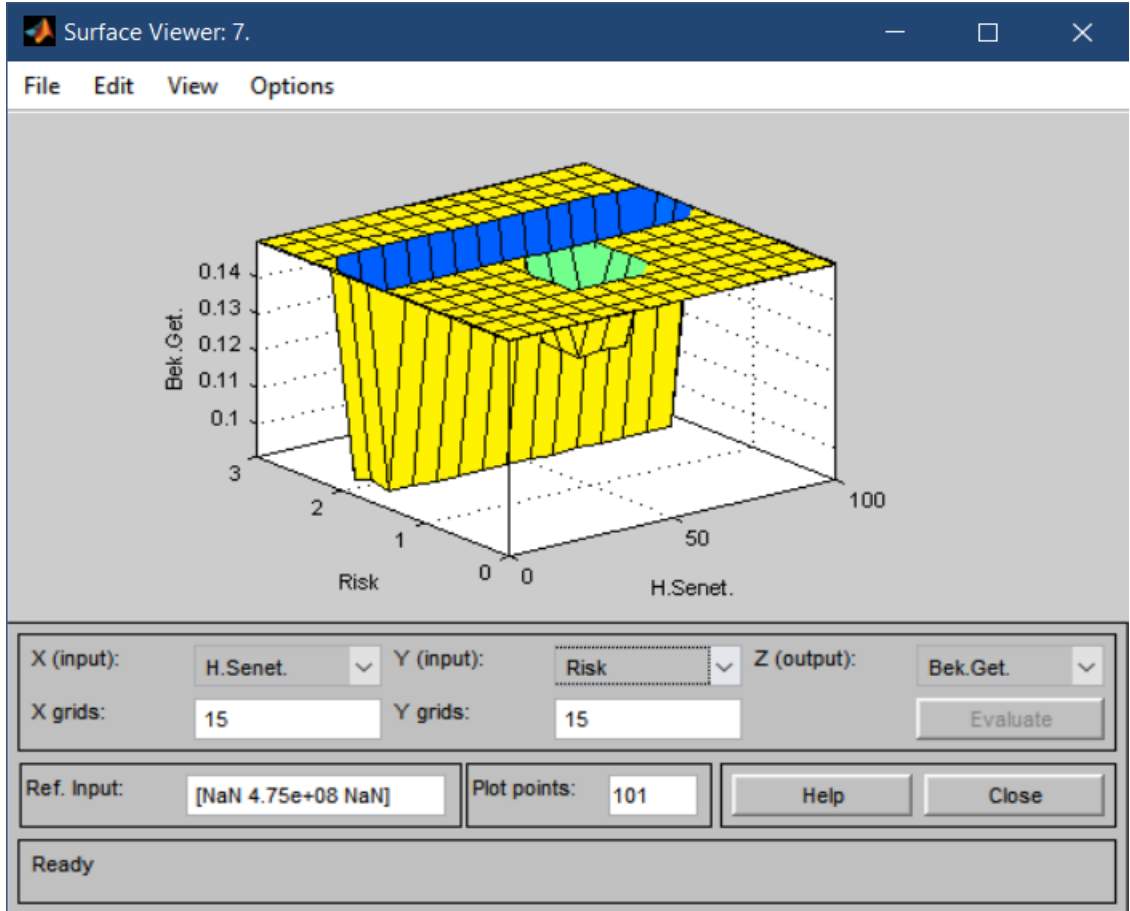 Surface Viewer: 7.
File Edit View Options
0.14
0.13
0.12
0.11
0.1
Bek.Get.
3
2
1
0
Risk
0
50
100
H.Senet.
X (input): H.Senet. Y (input): Risk Z (output): Bek.Get.
X grids: 15 Y grids: 15 Evaluate
Ref. Input: [NaN 4.75e+08 NaN] Plot points: 101 Help Close
Ready